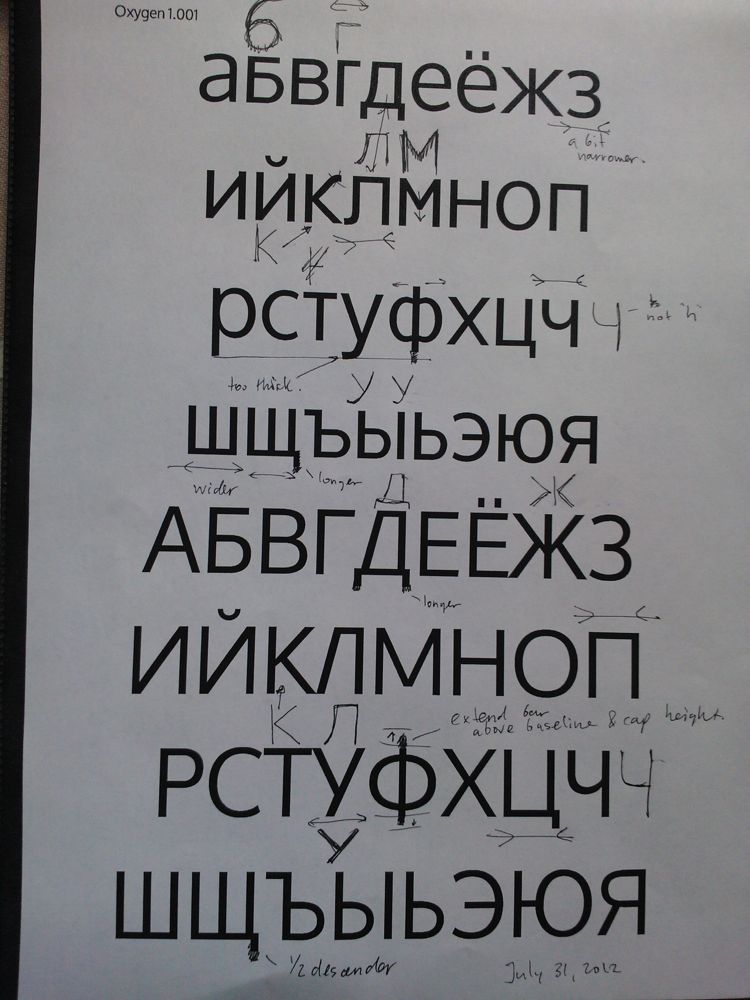 Oxygen 1.001
б Г
абвгдеёжз
a bit
narrower.
Л М
ийклмноп
К
рстуфхцч Ч - is
not 'h'
too thick. У У
шщъыьэюя
wider longer Д Ж
АБВГДЕЁЖЗ
longer
ИЙКЛМНОП
К Л extend bar
above baseline & cap height.
РСТУФХЦЧ Ч
У
ШЩЪЫЬЭЮЯ
1/2 descender July 31, 2012